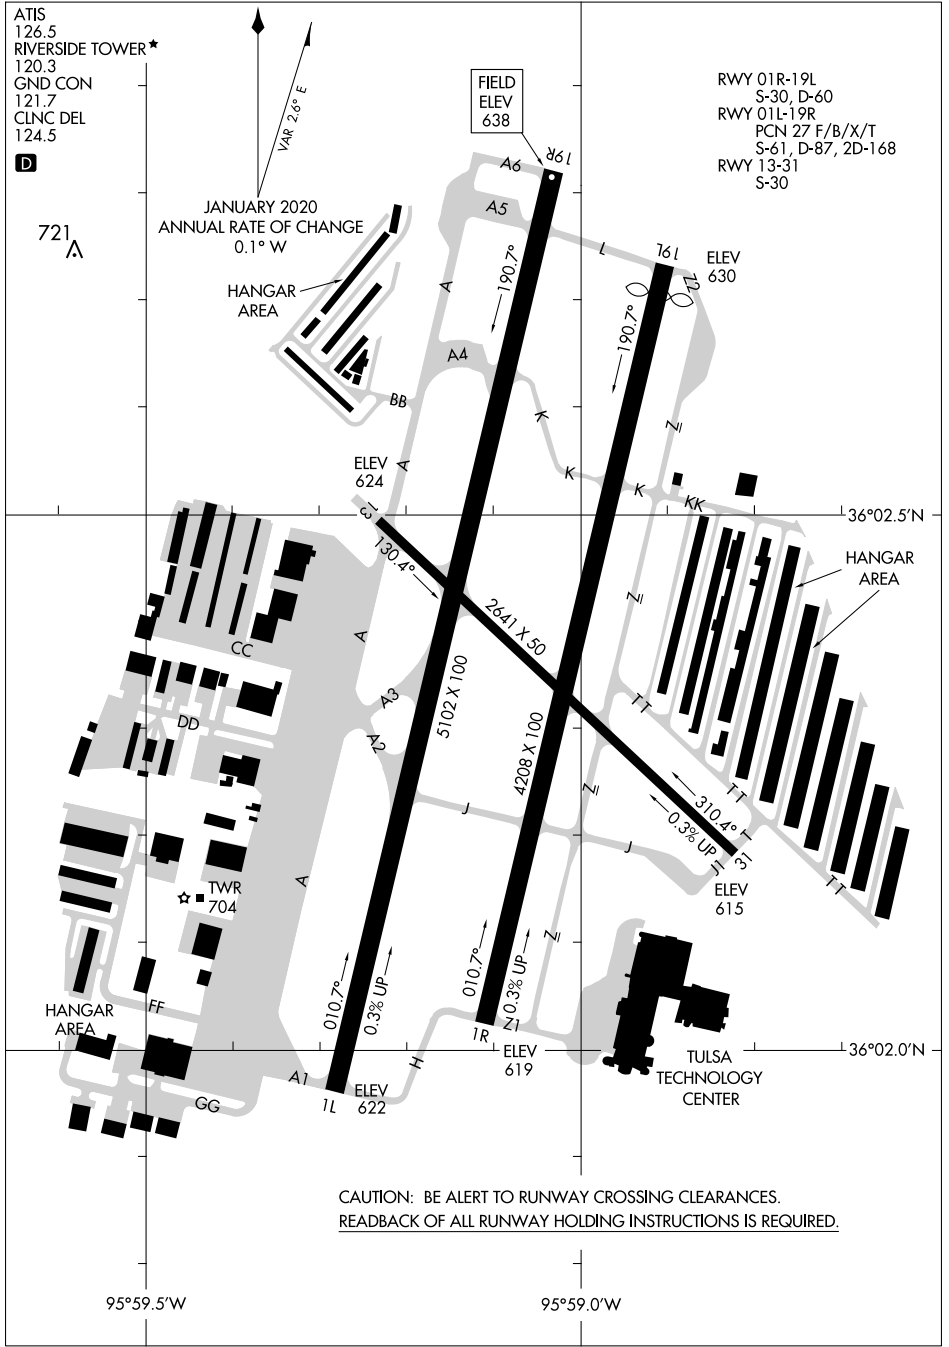 ATIS
126.5
RIVERSIDE TOWER★
120.3
GND CON
121.7
CLNC DEL
124.5
D
VAR 2.6° E
JANUARY 2020
ANNUAL RATE OF CHANGE
0.1° W
FIELD
ELEV
638
RWY 01R-19L
S-30, D-60
RWY 01L-19R
PCN 27 F/B/X/T
S-61, D-87, 2D-168
RWY 13-31
S-30
721
HANGAR
AREA
A6
19R
A5
L
19L
Z2
ELEV
630
A
190.7°
190.7°
A4
BB
K
K
K
KK
Z
A
ELEV
624
13
130.4°
36°02.5'N
HANGAR
AREA
2641 X 50
Z
A
CC
A3
TT
DD
A2
5102 X 100
4208 X 100
J
Z
TT
310.4°
0.3% UP
T
31
J
J1
TT
ELEV
615
A
TWR
704
Z
010.7°
0.3% UP
010.7°
0.3% UP
HANGAR
AREA
FF
1R
Z1
ELEV
619
36°02.0'N
TULSA
TECHNOLOGY
CENTER
H
A1
1L
ELEV
622
GG
CAUTION: BE ALERT TO RUNWAY CROSSING CLEARANCES.
READBACK OF ALL RUNWAY HOLDING INSTRUCTIONS IS REQUIRED.
95°59.5'W
95°59.0'W